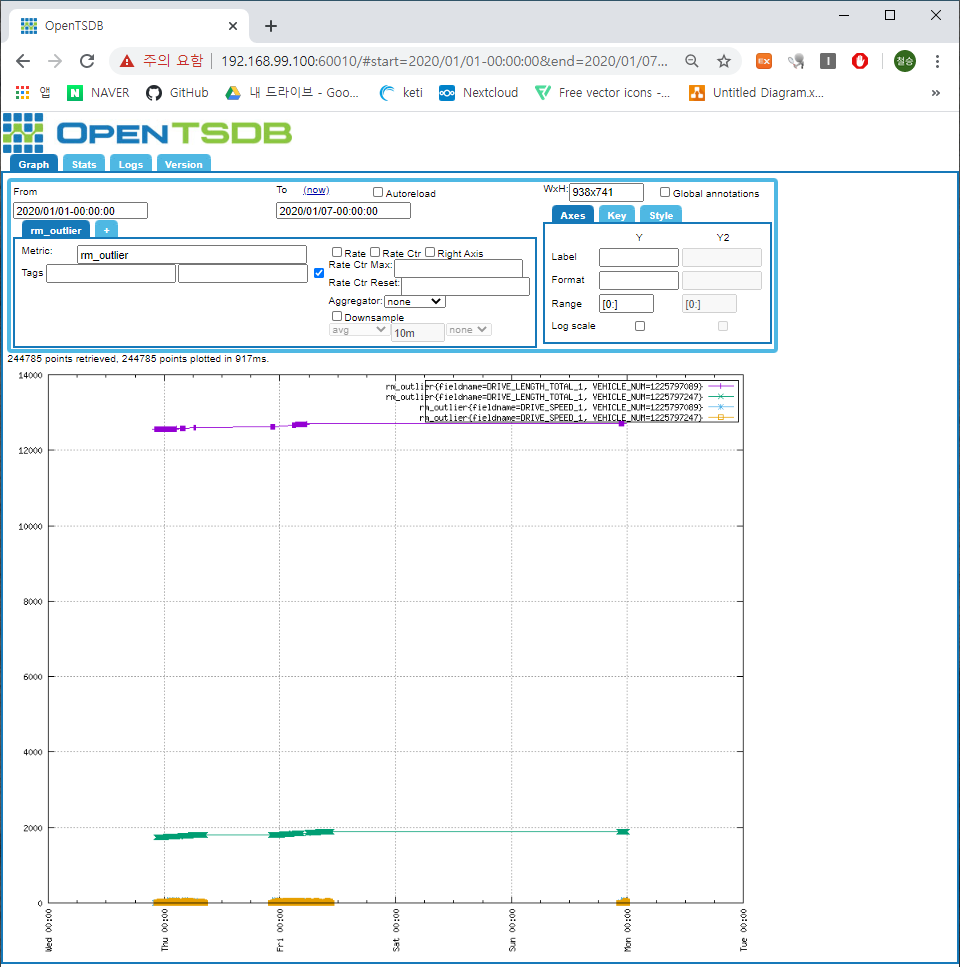 OpenTSDB
주의 요함
192.168.99.100:60010/#start=2020/01/01-00:00:00&end=2020/01/07...
EX
I
철승
앱
NAVER
GitHub
내 드라이브 - Goo...
keti
Nextcloud
Free vector icons -...
Untitled Diagram.x...
»
OPENTSDB
Graph Stats Logs Version
From To (now) Autoreload WxH: 938x741 Global annotations
2020/01/01-00:00:00 2020/01/07-00:00:00
rm_outlier +
Metric: rm_outlier
Tags
Rate Rate Ctr Right Axis
Rate Ctr Max:
Rate Ctr Reset:
Aggregator: none
Downsample
avg 10m none
Axes Key Style
Y Y2
Label
Format
Range [0:] [0:]
Log scale
244785 points retrieved, 244785 points plotted in 917ms.
rm_outlier{fieldname=DRIVE_LENGTH_TOTAL_1, VEHICLE_NUM=1225797089}
rm_outlier{fieldname=DRIVE_LENGTH_TOTAL_1, VEHICLE_NUM=1225797247}
rm_outlier{fieldname=DRIVE_SPEED_1, VEHICLE_NUM=1225797089}
rm_outlier{fieldname=DRIVE_SPEED_1, VEHICLE_NUM=1225797247}
14000
12000
10000
8000
6000
4000
2000
0
Wed 00:00
Thu 00:00
Fri 00:00
Sat 00:00
Sun 00:00
Mon 00:00
Tue 00:00